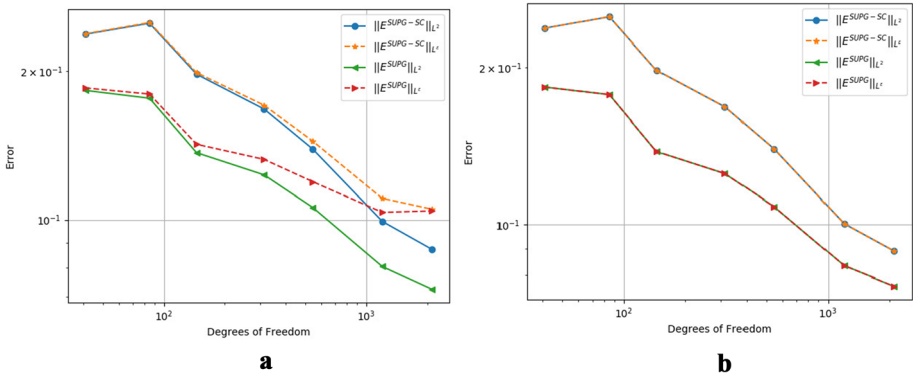 ||E^{SUPG-SC}||_{L^2}
||E^{SUPG-SC}||_{L^ε}
||E^{SUPG}||_{L^2}
||E^{SUPG}||_{L^ε}
2 × 10^{-1}
10^{-1}
Error
10^2
10^3
Degrees of Freedom
a
||E^{SUPG-SC}||_{L^2}
||E^{SUPG-SC}||_{L^ε}
||E^{SUPG}||_{L^2}
||E^{SUPG}||_{L^ε}
2 × 10^{-1}
10^{-1}
Error
10^2
10^3
Degrees of Freedom
b